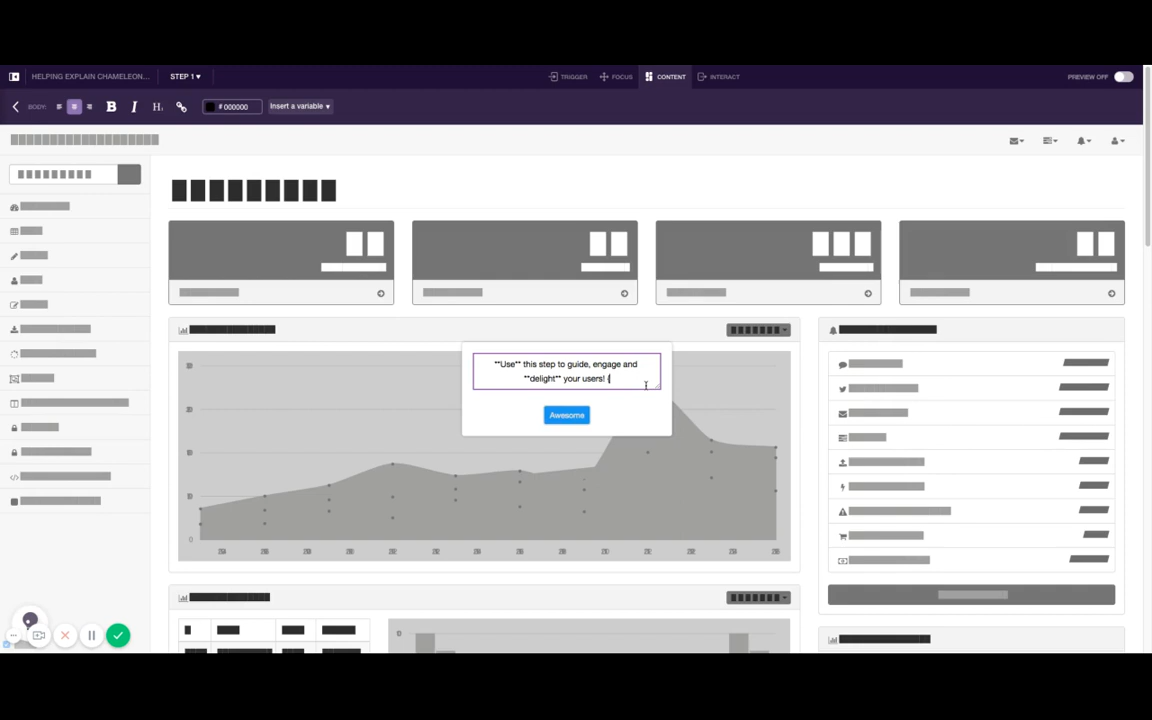 HELPING EXPLAIN CHAMELEON...
STEP 1
TRIGGER
FOCUS
CONTENT
INTERACT
PREVIEW OFF
BODY:
B
I
H
#000000
Insert a variable
**Use** this step to guide, engage and
**delight** your users! {
Awesome